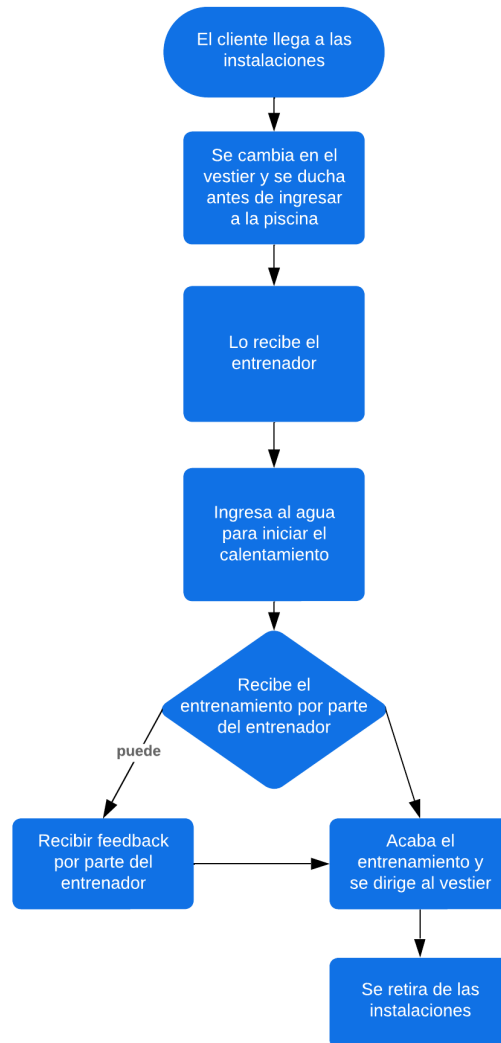 El cliente llega a las
instalaciones
Se cambia en el
vestier y se ducha
antes de ingresar
a la piscina
Lo recibe el
entrenador
Ingresa al agua
para iniciar el
calentamiento
Recibe el
entrenamiento por parte
del entrenador
puede
Recibir feedback
por parte del
entrenador
Acaba el
entrenamiento y
se dirige al vestier
Se retira de las
instalaciones